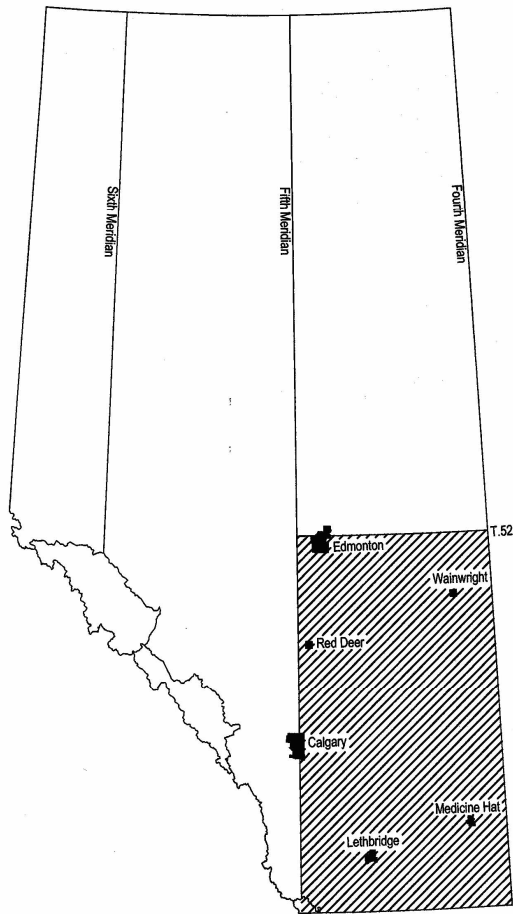 Sixth Meridian
Fifth Meridian
Fourth Meridian
T.52
Edmonton
Wainwright
Red Deer
Calgary
Medicine Hat
Lethbridge